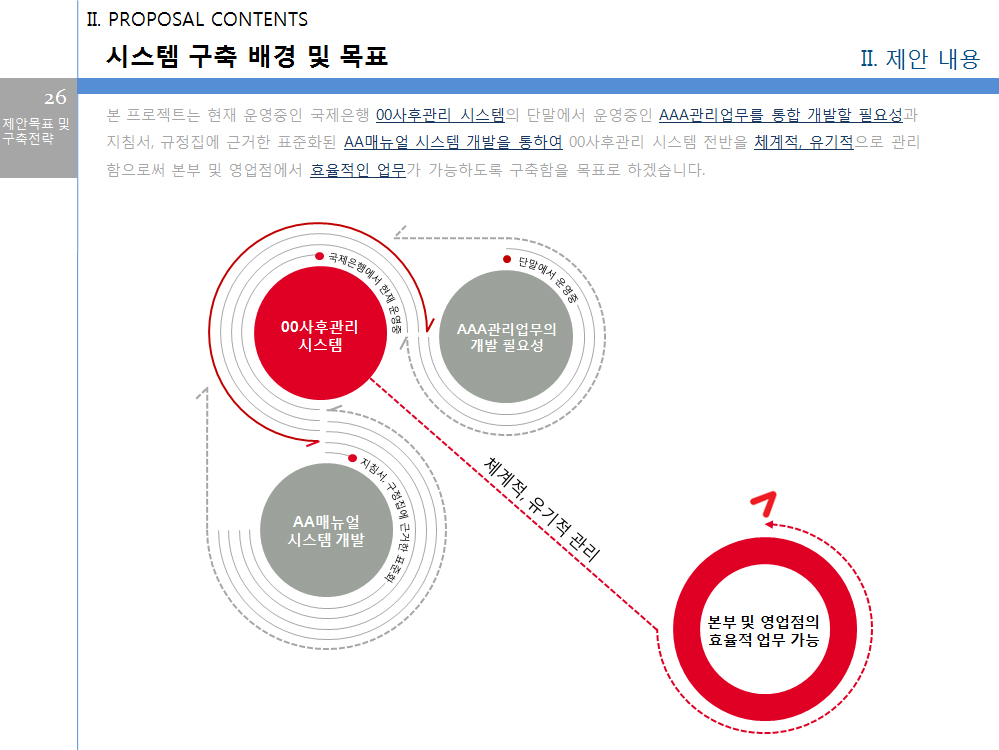 II. PROPOSAL CONTENTS
시스템 구축 배경 및 목표
II. 제안 내용
26
제안목표 및
구축전략
본 프로젝트는 현재 운영중인 국제은행 00사후관리 시스템의 단말에서 운영중인 AAA관리업무를 통합 개발할 필요성과
지침서, 규정집에 근거한 표준화된 AA매뉴얼 시스템 개발을 통하여 00사후관리 시스템 전반을 체계적, 유기적으로 관리
함으로써 본부 및 영업점에서 효율적인 업무가 가능하도록 구축함을 목표로 하겠습니다.
국제은행에서 현재 운영중
00사후관리
시스템
단말에서 운영중
AAA관리업무의
개발 필요성
지침서, 규정집에 근거한 표준화
AA매뉴얼
시스템 개발
체계적, 유기적 관리
본부 및 영업점의
효율적 업무 가능